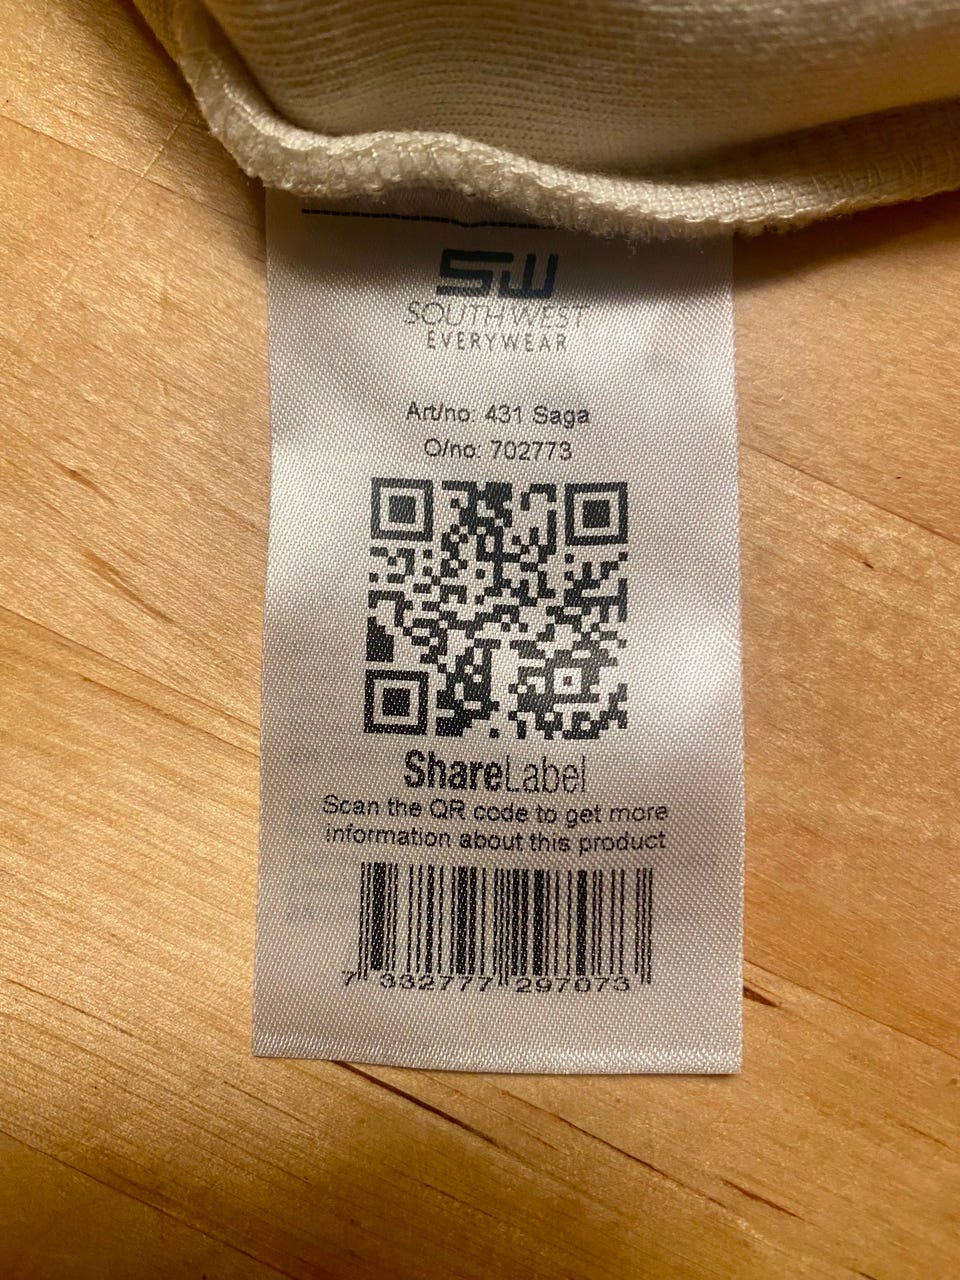 SW
SOUTH WEST
EVERYWEAR
Art/no: 431 Saga
O/no: 702773
ShareLabel
Scan the QR code to get more
information about this product
7 332777 297073